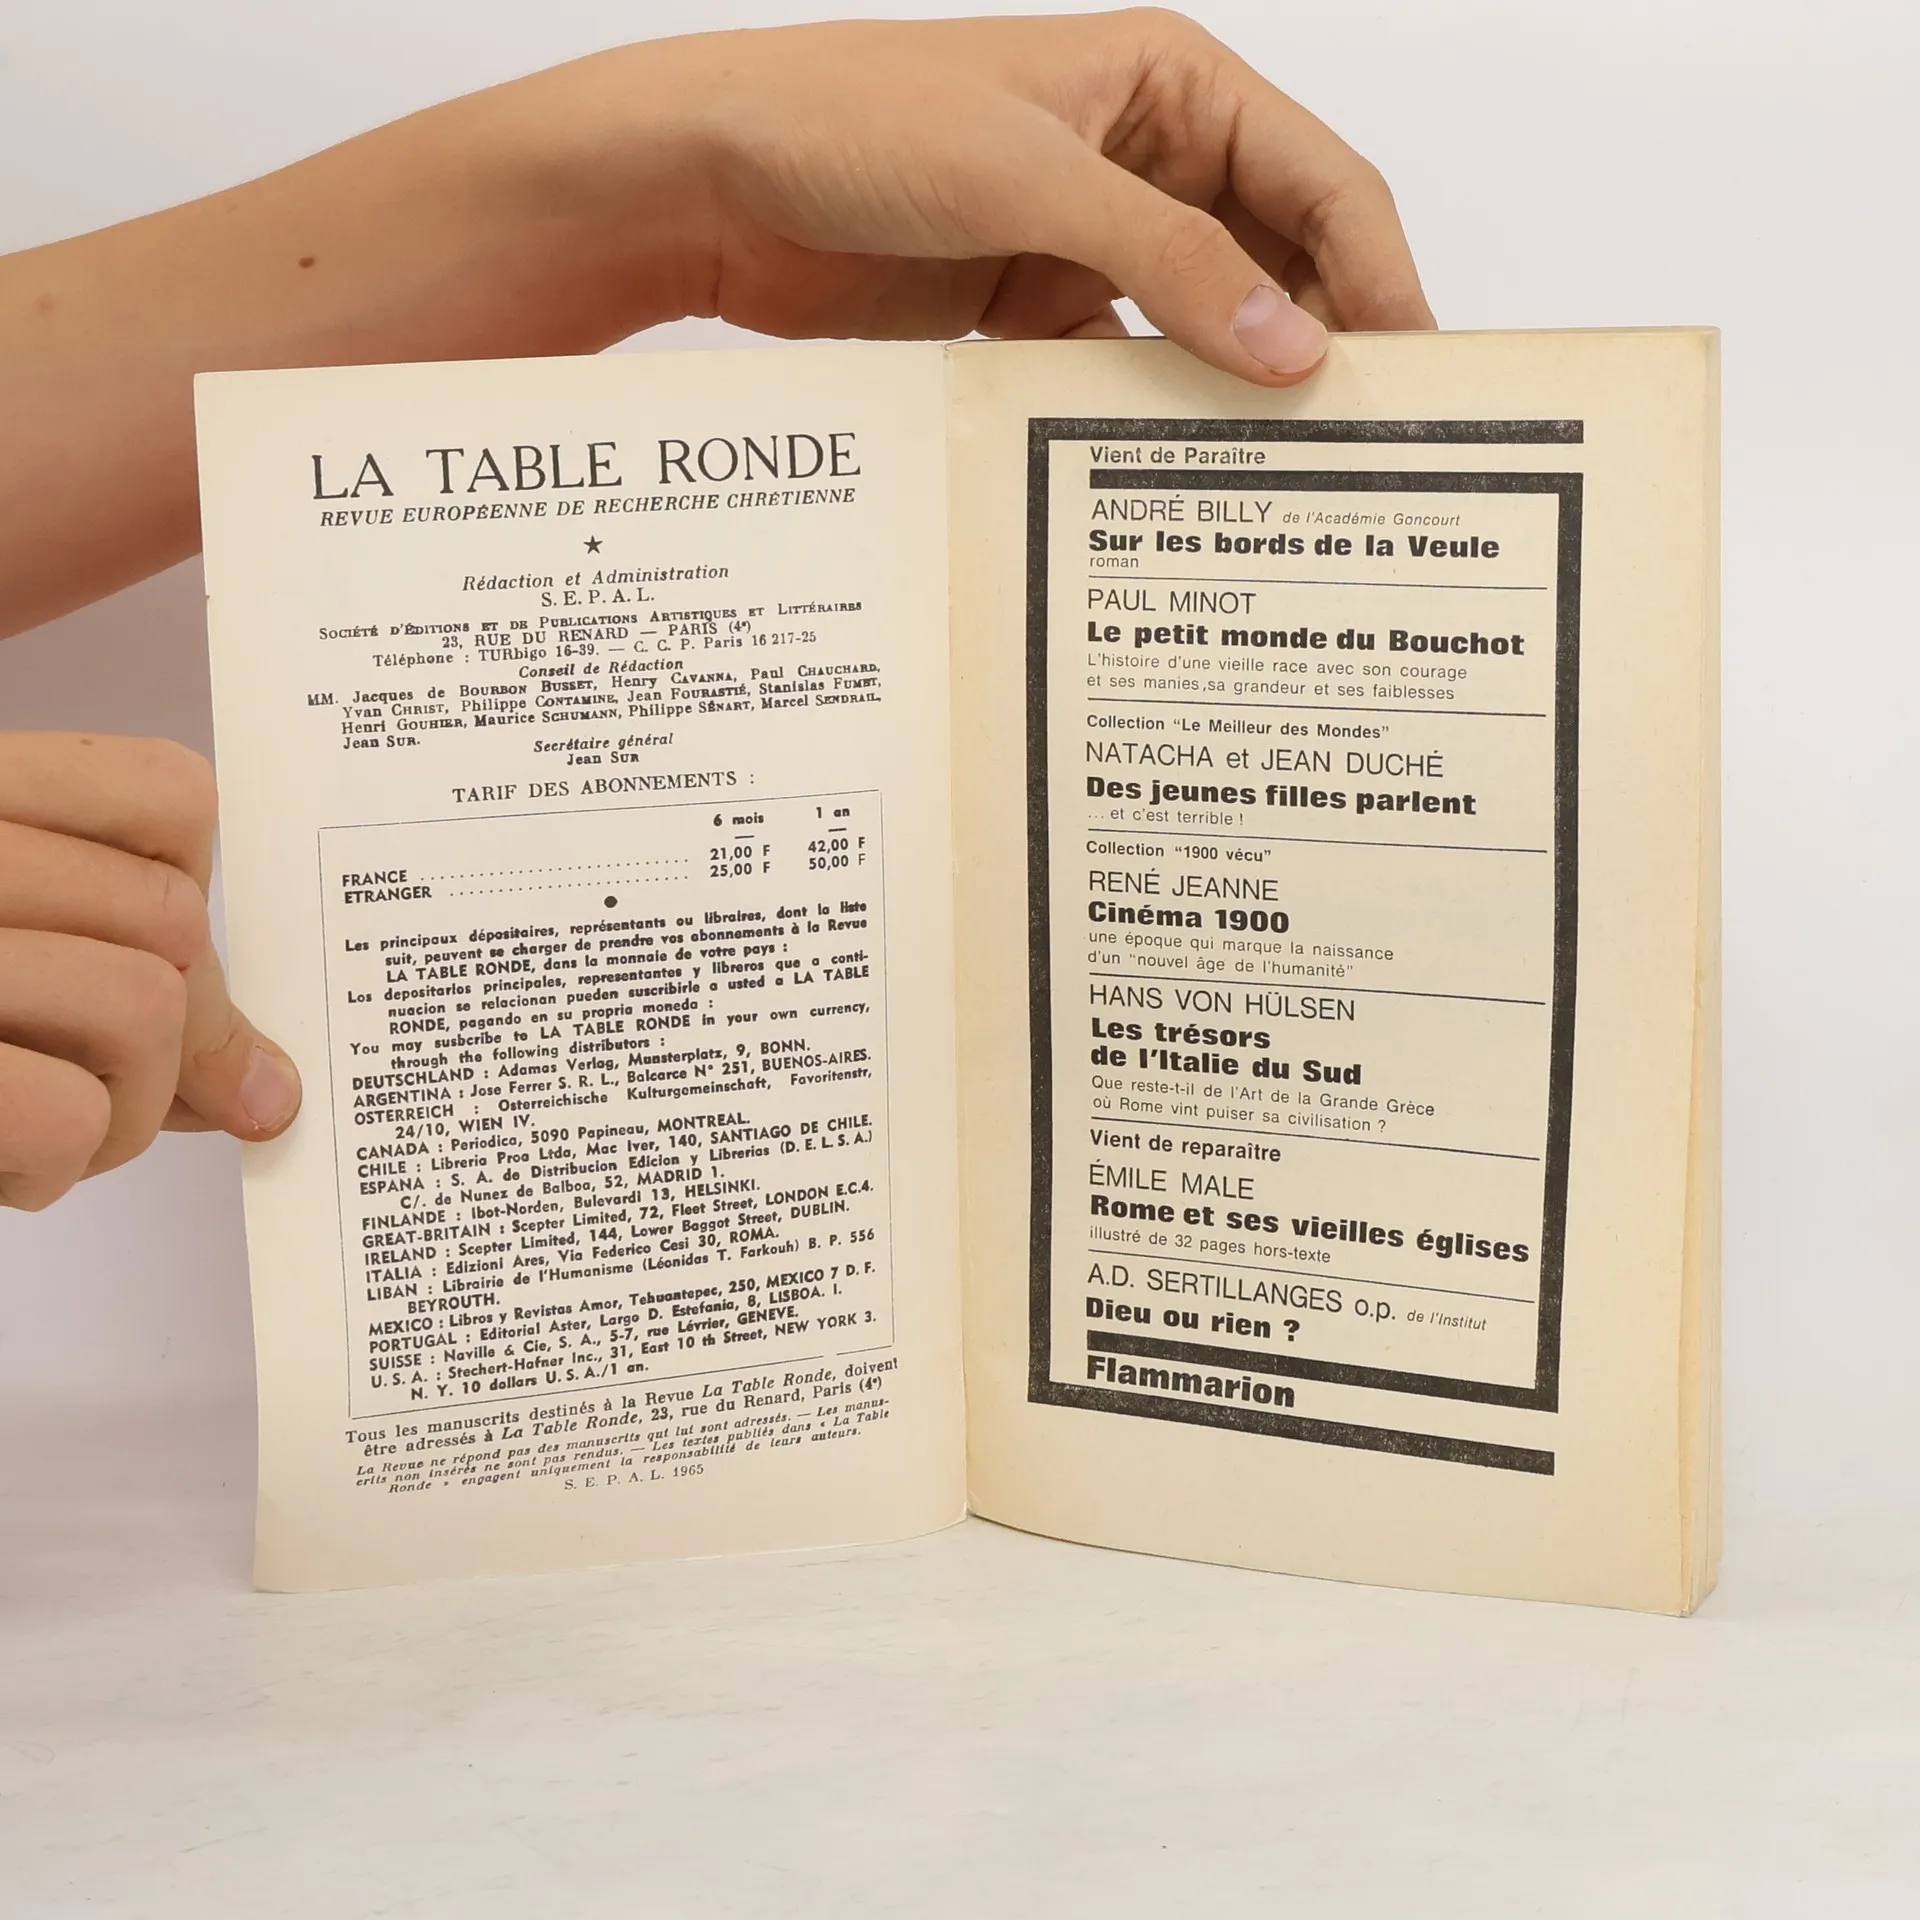 LA TABLE RONDE
REVUE EUROPÉENNE DE RECHERCHE CHRÉTIENNE
★
Rédaction et Administration
S. E. P. A. L.
SOCIÉTÉ D'ÉDITIONS ET DE PUBLICATIONS ARTISTIQUES ET LITTÉRAIRES
23, RUE DU RENARD — PARIS (4e)
Téléphone : TURbigo 16-39. — C. C. P. Paris 16 217-25
Conseil de Rédaction
MM. Jacques de BOURBON BUSSET, Henry CAVANNA, Paul CHAUCHARD,
Yvan CHRIST, Philippe CONTAMINE, Jean FOURASTIÉ, Stanislas FUMET,
Henri GOUHIER, Maurice SCHUMANN, Philippe SÉNART, Marcel SENDRAIL,
Jean SUR.
Secrétaire général
Jean SUR
TARIF DES ABONNEMENTS :
6 mois 1 an
FRANCE ........................ 21,00 F 42,00 F
ETRANGER ...................... 25,00 F 50,00 F
Les principaux dépositaires, représentants ou libraires, dont la liste
suit, peuvent se charger de prendre vos abonnements à la Revue
LA TABLE RONDE, dans la monnaie de votre pays :
Los depositarios principales, representantes y libreros que a conti-
nuacion se relacionan pueden suscribirle a usted a LA TABLE
RONDE, pagando en su propria moneda :
You may susbcribe to LA TABLE RONDE in your own currency,
through the following distributors :
DEUTSCHLAND : Adamas Verlag, Munsterplatz, 9, BONN.
ARGENTINA : Jose Ferrer S. R. L., Balcarce N° 251, BUENOS-AIRES.
OSTERREICH : Osterreichische Kulturgemeinschaft, Favoritenstr,
24/10, WIEN IV.
CANADA : Periodica, 5090 Papineau, MONTREAL.
CHILE : Libreria Proa Ltda, Mac Iver, 140, SANTIAGO DE CHILE.
ESPANA : S. A. de Distribucion Edicion y Librerias (D. E. L. S. A.)
C/. de Nunez de Balboa, 52, MADRID 1.
FINLANDE : Ibot-Norden, Bulevardi 13, HELSINKI.
GREAT-BRITAIN : Scepter Limited, 72, Fleet Street, LONDON E.C.4.
IRELAND : Scepter Limited, 144, Lower Baggot Street, DUBLIN.
ITALIA : Edizioni Ares, Via Federico Cesi 30, ROMA.
LIBAN : Librairie de l'Humanisme (Léonidas T. Farkouh) B. P. 556
BEYROUTH.
MEXICO : Libros y Revistas Amor, Tehuantepec, 250, MEXICO 7 D. F.
PORTUGAL : Editorial Aster, Largo D. Estefania, 8, LISBOA. I.
SUISSE : Naville & Cie, S. A., 5-7, rue Lévrier, GENEVE.
U. S. A. : Stechert-Hafner Inc., 31, East 10 th Street, NEW YORK 3.
N. Y. 10 dollars U. S. A./1 an.
Tous les manuscrits destinés à la Revue La Table Ronde, doivent
être adressés à La Table Ronde, 23, rue du Renard, Paris (4e)
La Revue ne répond pas des manuscrits qui lui sont adressés. — Les manus-
crits non insérés ne sont pas rendus. — Les textes publiés dans « La Table
Ronde » engagent uniquement la responsabilité de leurs auteurs.
S. E. P. A. L. 1965
Vient de Paraître
ANDRÉ BILLY de l'Académie Goncourt
Sur les bords de la Veule
roman
PAUL MINOT
Le petit monde du Bouchot
L'histoire d'une vieille race avec son courage
et ses manies,sa grandeur et ses faiblesses
Collection "Le Meilleur des Mondes"
NATACHA et JEAN DUCHÉ
Des jeunes filles parlent
... et c'est terrible !
Collection "1900 vécu"
RENÉ JEANNE
Cinéma 1900
une époque qui marque la naissance
d'un "nouvel âge de l'humanité"
HANS VON HÜLSEN
Les trésors
de l'Italie du Sud
Que reste-t-il de l'Art de la Grande Grèce
où Rome vint puiser sa civilisation ?
Vient de reparaître
ÉMILE MALE
Rome et ses vieilles églises
illustré de 32 pages hors-texte
A.D. SERTILLANGES o.p. de l'Institut
Dieu ou rien ?
Flammarion